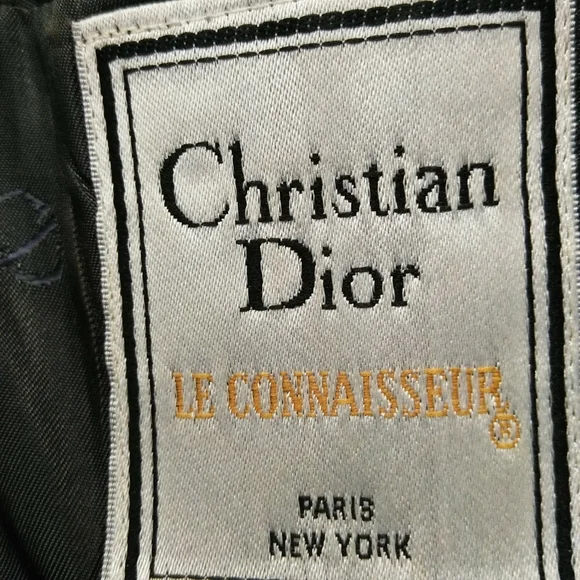 Christian
Dior
LE CONNAISSEUR®
PARIS
NEW YORK